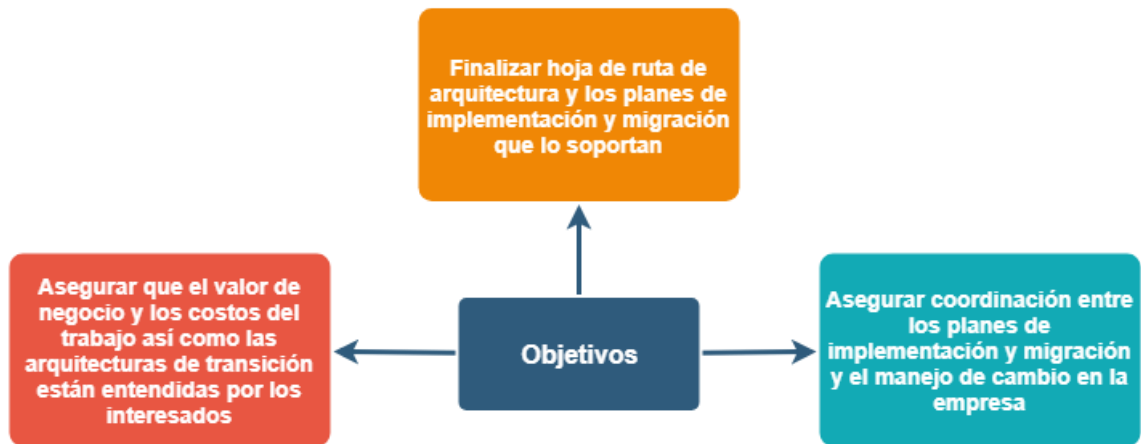 Finalizar hoja de ruta de
arquitectura y los planes de
implementación y migración
que lo soportan
Asegurar que el valor de
negocio y los costos del
trabajo así como las
arquitecturas de transición
están entendidas por los
interesados
Objetivos
Asegurar coordinación entre
los planes de
implementación y migración
y el manejo de cambio en la
empresa